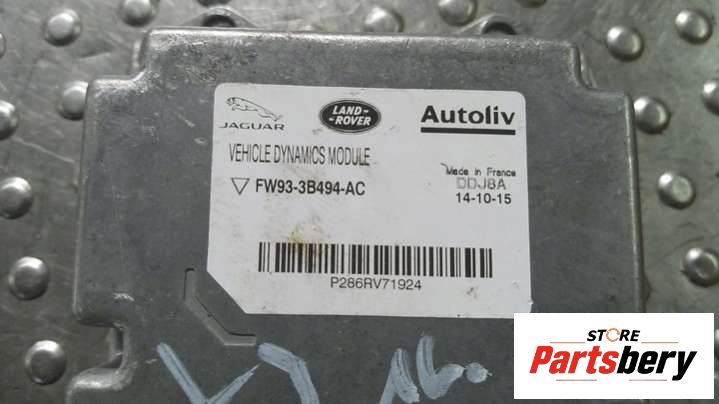 JAGUAR
LAND-
-ROVER
Autoliv
VEHICLE DYNAMICS MODULE
Made in France
DDJ8A
FW93-3B494-AC
14-10-15
P286RV71924
STORE
Partsbery